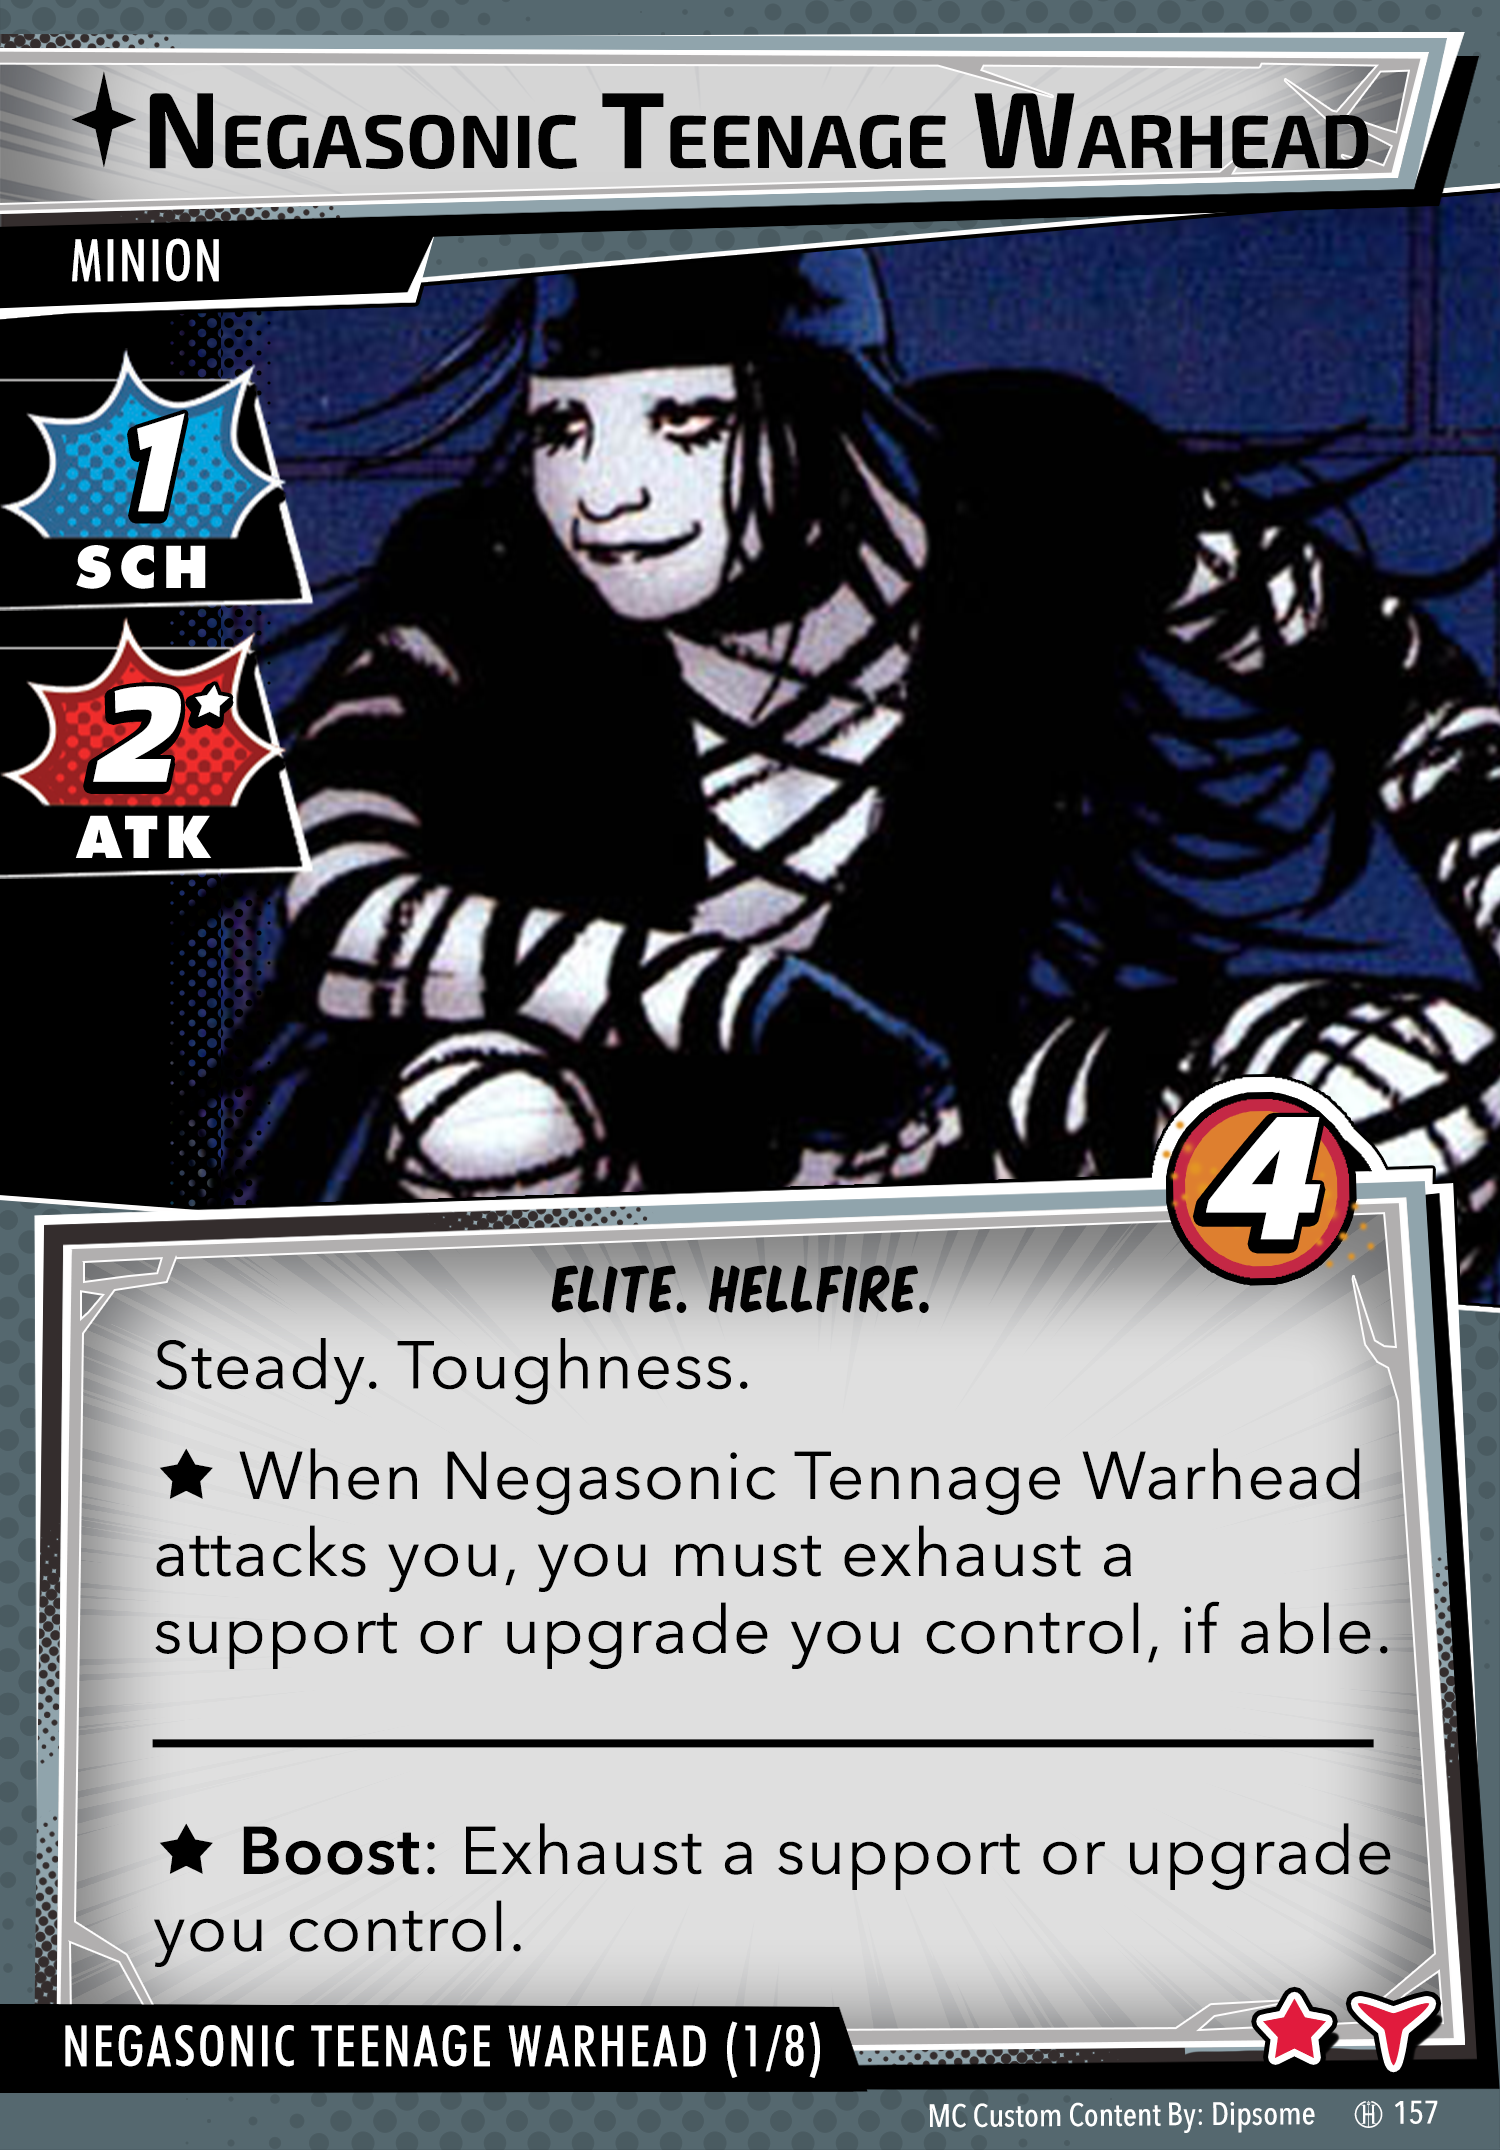 NEGASONIC TEENAGE WARHEAD
MINION
1
SCH
2
ATK
4
ELITE. HELLFIRE.
Steady. Toughness.
★ When Negasonic Tennage Warhead
attacks you, you must exhaust a
support or upgrade you control, if able.
★ Boost: Exhaust a support or upgrade
you control.
NEGASONIC TEENAGE WARHEAD (1/8)
MC Custom Content By: Dipsome 157